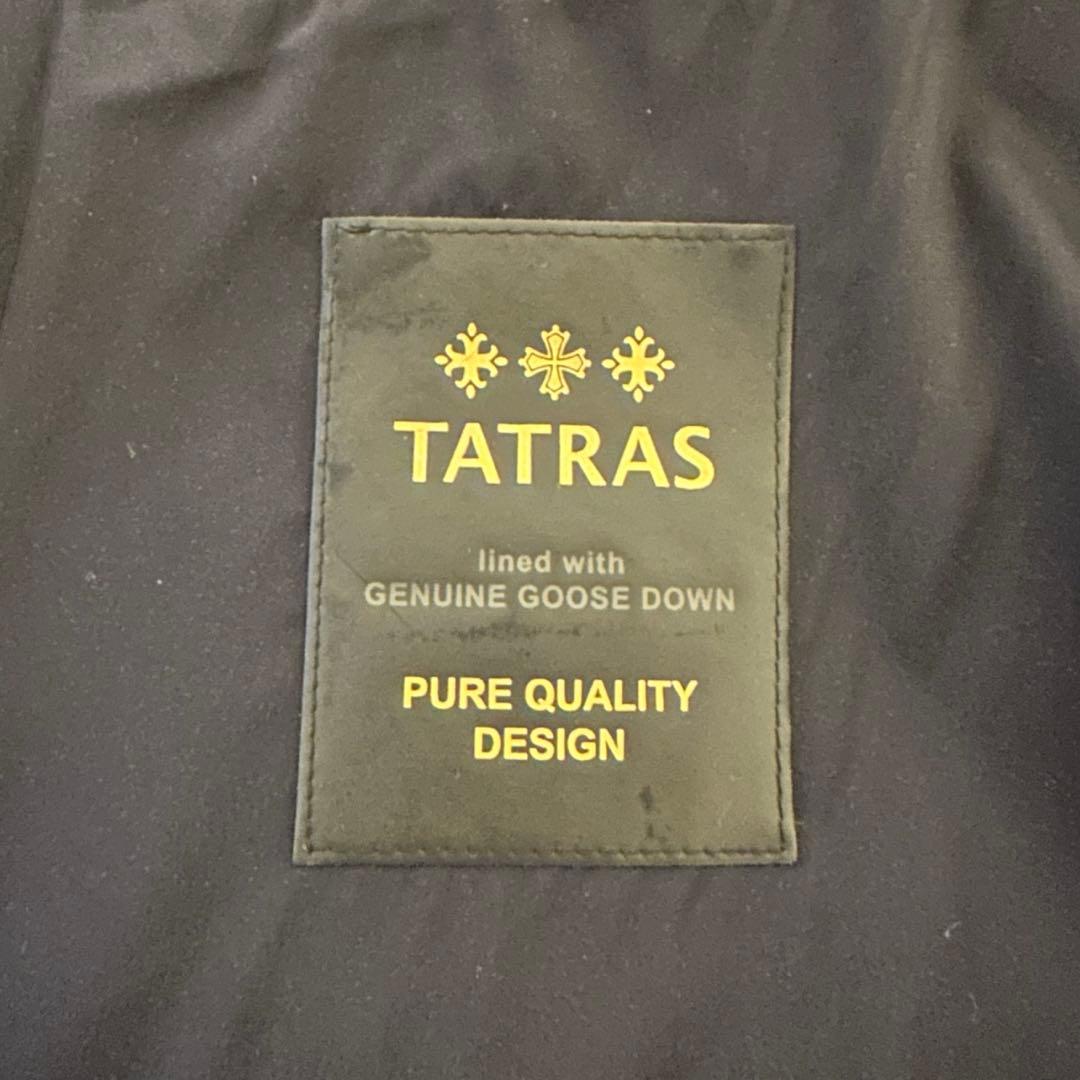 TATRAS
lined with
GENUINE GOOSE DOWN
PURE QUALITY
DESIGN